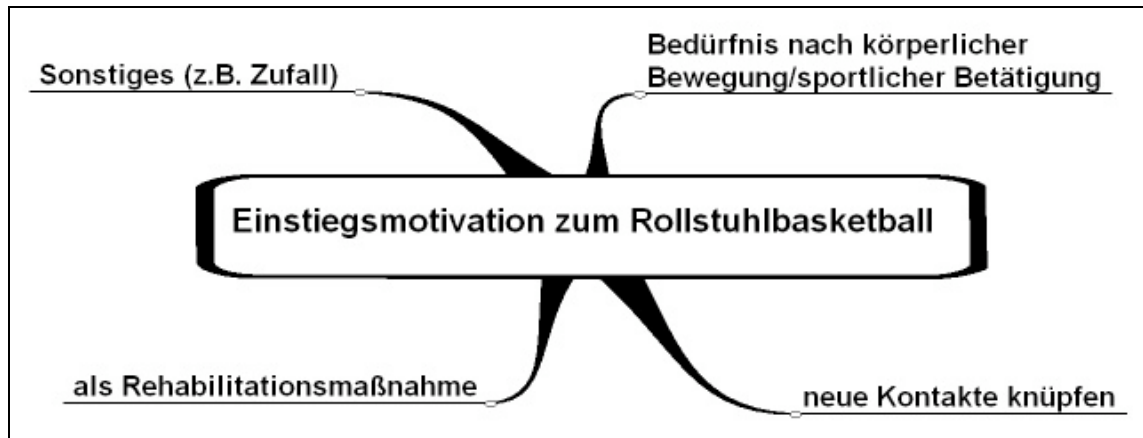 Sonstiges (z.B. Zufall)
Bedürfnis nach körperlicher
Bewegung/sportlicher Betätigung
Einstiegsmotivation zum Rollstuhlbasketball
als Rehabilitationsmaßnahme
neue Kontakte knüpfen